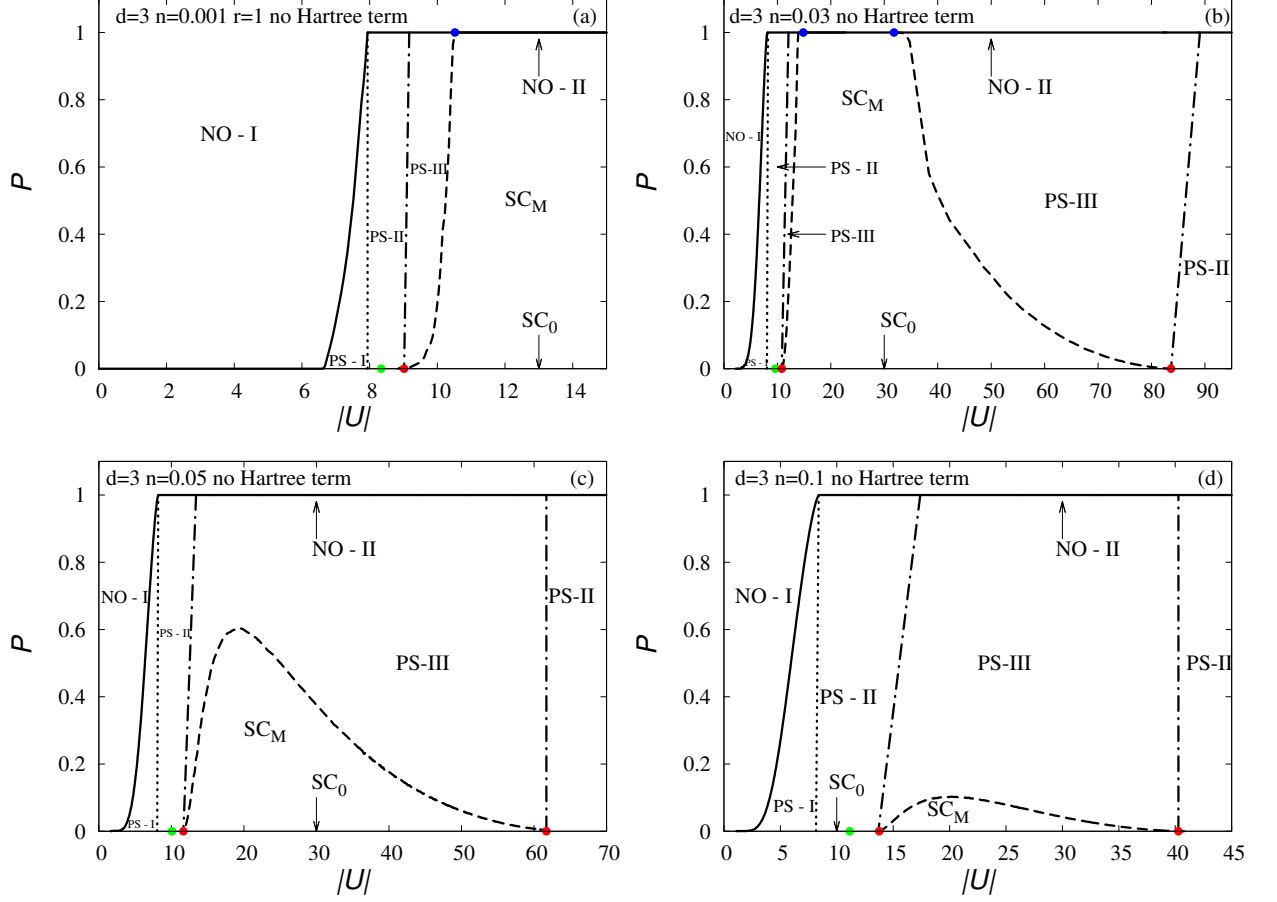 d=3 n=0.001 r=1 no Hartree term (a)
1
0.8
0.6
0.4
0.2
0
P
NO - I
PS - I
PS-II
PS-III
SC_M
NO - II
SC_0
0 2 4 6 8 10 12 14
|U|
d=3 n=0.03 no Hartree term (b)
1
0.8
0.6
0.4
0.2
0
P
NO - I
PS - I
PS - II
PS-III
SC_M
SC_0
NO - II
PS-III
PS-II
0 10 20 30 40 50 60 70 80 90
|U|
d=3 n=0.05 no Hartree term (c)
1
0.8
0.6
0.4
0.2
0
P
NO - I
PS - I
PS - II
NO - II
SC_M
SC_0
PS-III
PS-II
0 10 20 30 40 50 60 70
|U|
d=3 n=0.1 no Hartree term (d)
1
0.8
0.6
0.4
0.2
0
P
NO - I
PS - I
PS - II
SC_0
SC_M
NO - II
PS-III
PS-II
0 5 10 15 20 25 30 35 40 45
|U|